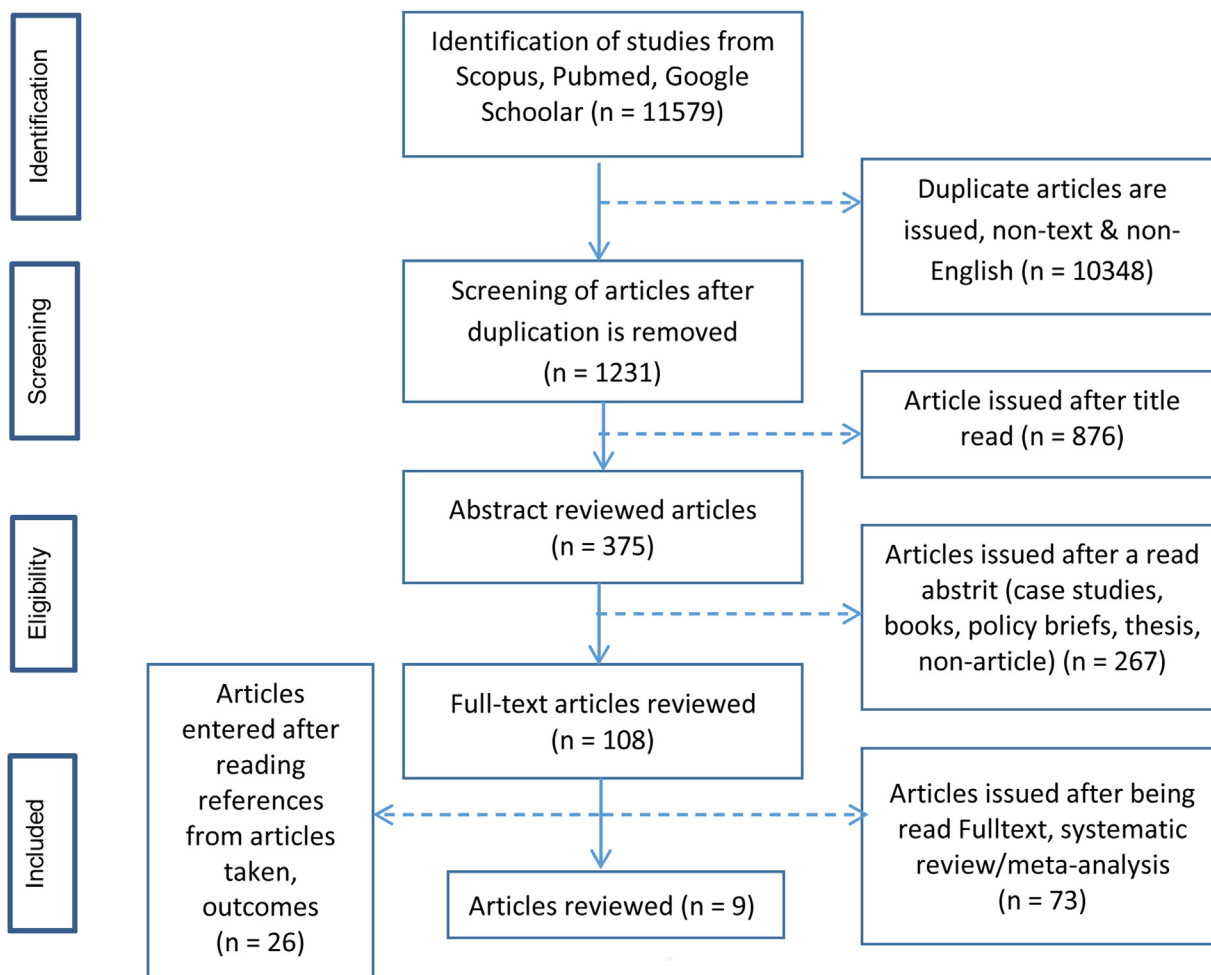 Identification
Identification of studies from
Scopus, Pubmed, Google
Schoolar (n = 11579)
Duplicate articles are
issued, non-text & non-
English (n = 10348)
Screening
Screening of articles after
duplication is removed
(n = 1231)
Article issued after title
read (n = 876)
Eligibility
Abstract reviewed articles
(n = 375)
Articles issued after a read
abstrit (case studies,
books, policy briefs, thesis,
non-article) (n = 267)
Full-text articles reviewed
(n = 108)
Included
Articles
entered after
reading
references
from articles
taken,
outcomes
(n = 26)
Articles issued after being
read Fulltext, systematic
review/meta-analysis
(n = 73)
Articles reviewed (n = 9)